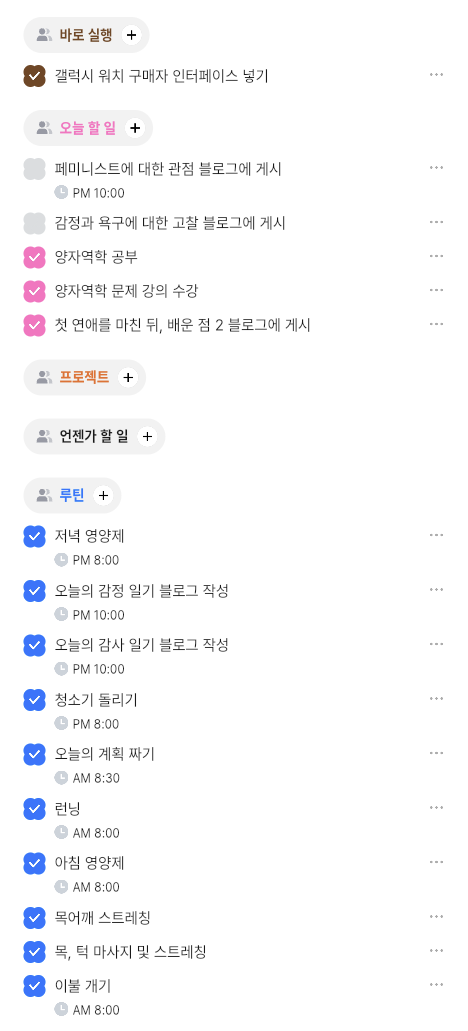 바로 실행 +
갤럭시 워치 구매자 인터페이스 넣기
오늘 할 일 +
페미니스트에 대한 관점 블로그에 게시
PM 10:00
감정과 욕구에 대한 고찰 블로그에 게시
양자역학 공부
양자역학 문제 강의 수강
첫 연애를 마친 뒤, 배운 점 2 블로그에 게시
프로젝트 +
언젠가 할 일 +
루틴 +
저녁 영양제
PM 8:00
오늘의 감정 일기 블로그 작성
PM 10:00
오늘의 감사 일기 블로그 작성
PM 10:00
청소기 돌리기
PM 8:00
오늘의 계획 짜기
AM 8:30
런닝
AM 8:00
아침 영양제
AM 8:00
목어깨 스트레칭
목, 턱 마사지 및 스트레칭
이불 개기
AM 8:00